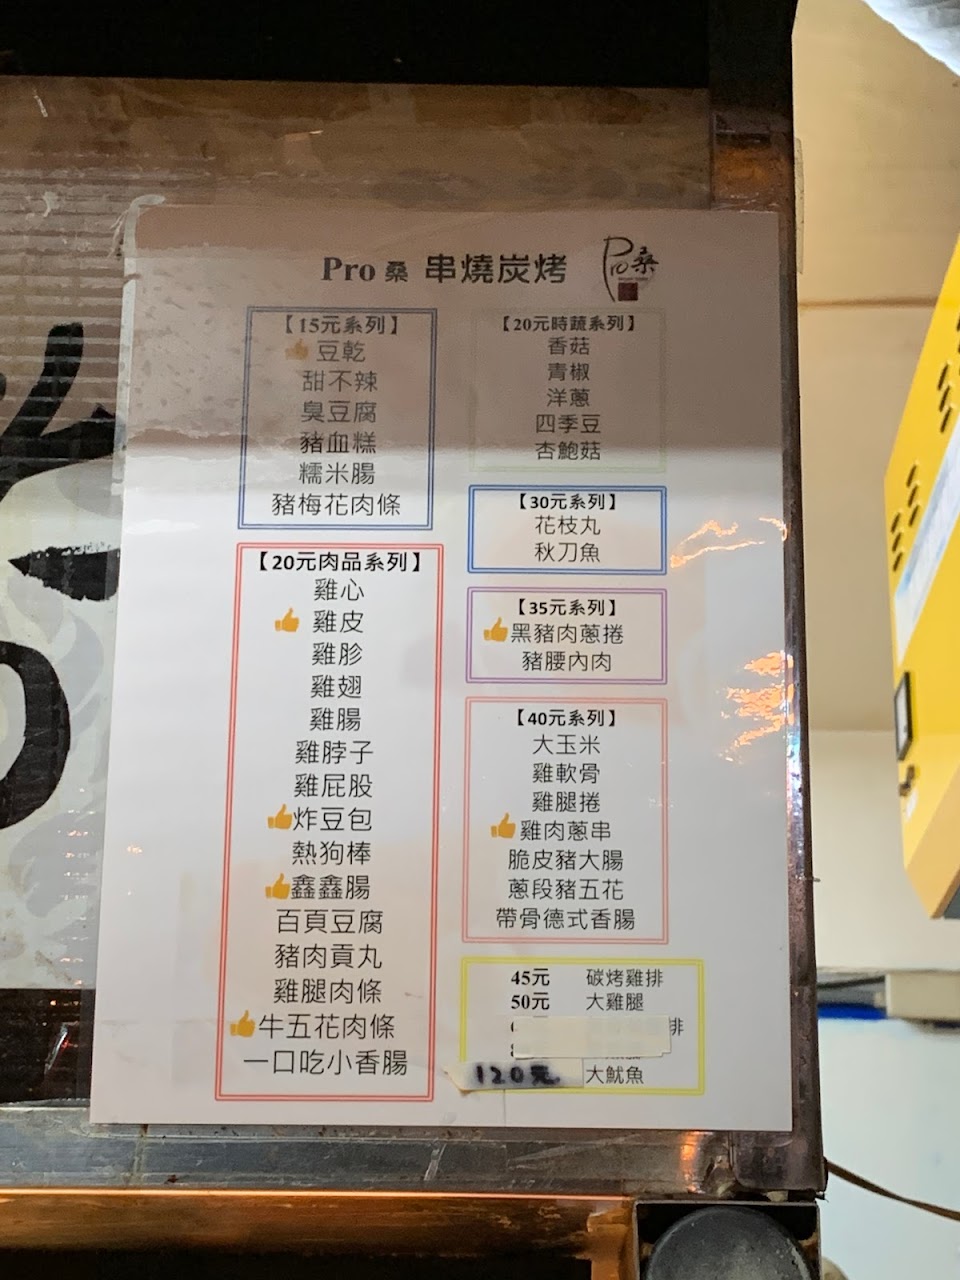 Pro 桑 串燒炭烤
Pro桑
【15元系列】
豆乾
甜不辣
臭豆腐
豬血糕
糯米腸
豬梅花肉條
【20元肉品系列】
雞心
雞皮
雞胗
雞翅
雞腸
雞脖子
雞屁股
炸豆包
熱狗棒
鑫鑫腸
百頁豆腐
豬肉貢丸
雞腿肉條
牛五花肉條
一口吃小香腸
【20元時蔬系列】
香菇
青椒
洋蔥
四季豆
杏鮑菇
【30元系列】
花枝丸
秋刀魚
【35元系列】
黑豬肉蔥捲
豬腰內肉
【40元系列】
大玉米
雞軟骨
雞腿捲
雞肉蔥串
脆皮豬大腸
蔥段豬五花
帶骨德式香腸
45元 碳烤雞排
50元 大雞腿
排
120元 大魷魚